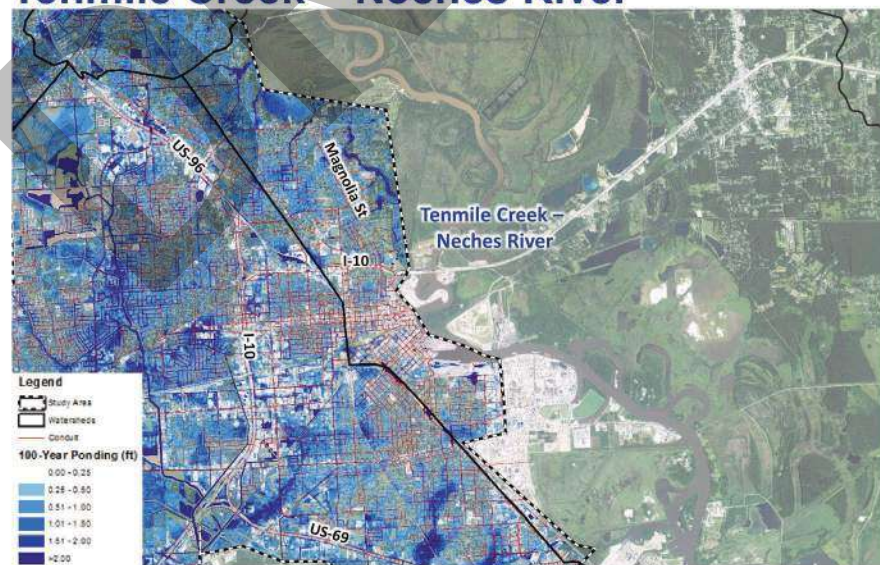 Tenmile Creek – Neches River
US-96
Magnolia St
Tenmile Creek –
Neches River
I-10
I-10
US-69
Legend
Study Area
Watersheds
Conduit
100-Year Ponding (ft)
0.00 - 0.25
0.25 - 0.50
0.51 - 1.00
1.01 - 1.50
1.51 - 2.00
>2.00